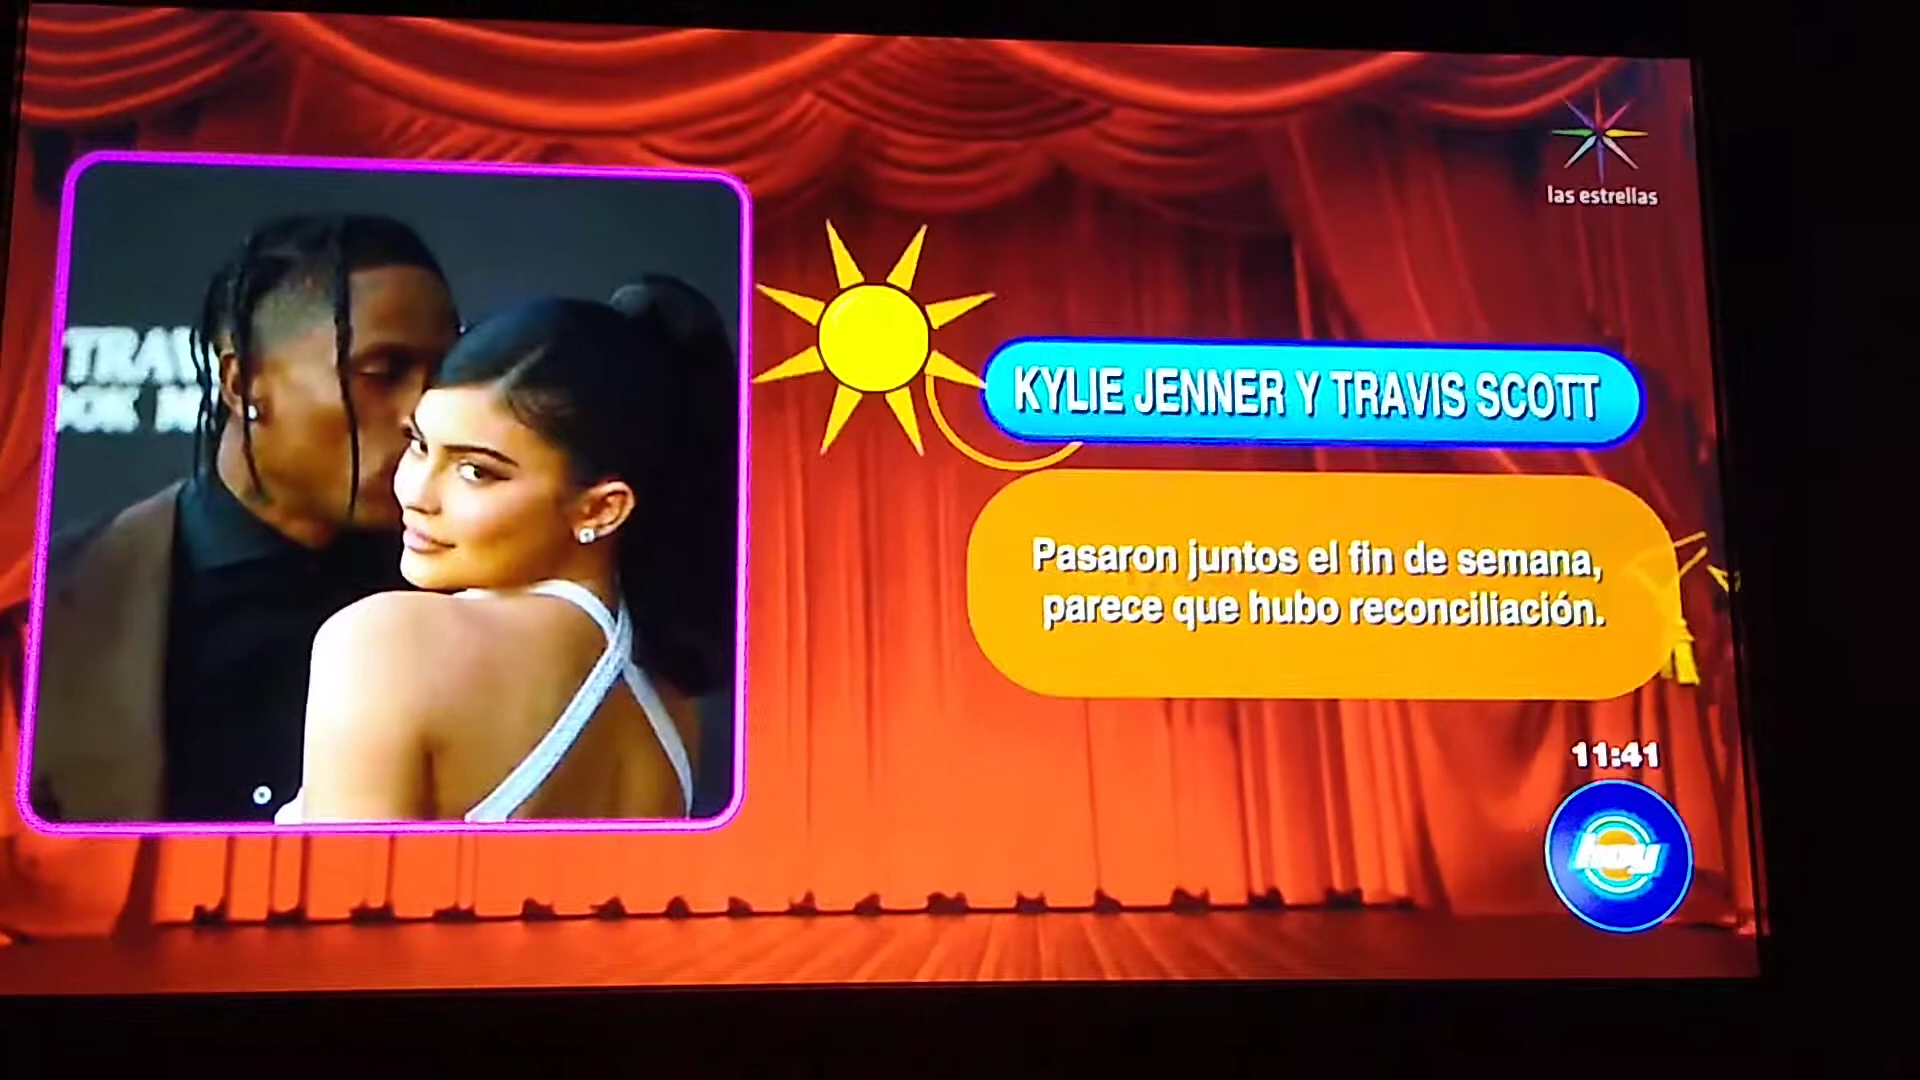 las estrellas
KYLIE JENNER Y TRAVIS SCOTT
Pasaron juntos el fin de semana,
parece que hubo reconciliación.
11:41
hoy